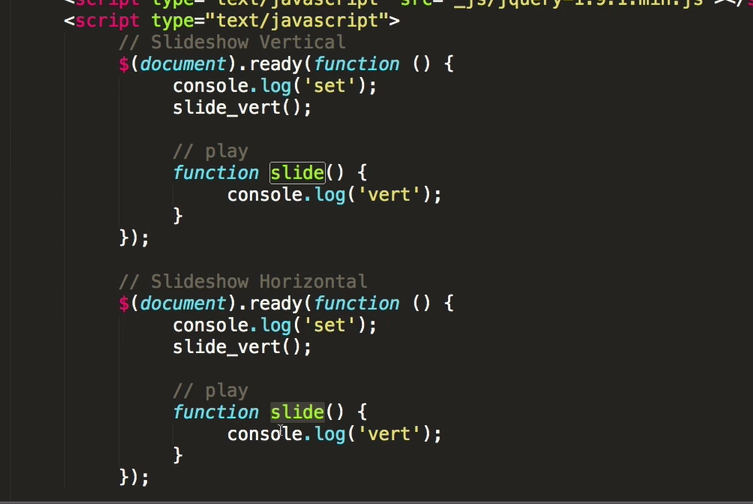 <script type="text/javascript" src="_js/jquery-1.9.1.min.js"></s
<script type="text/javascript">
// Slideshow Vertical
$(document).ready(function () {
console.log('set');
slide_vert();
// play
function slide() {
console.log('vert');
}
});
// Slideshow Horizontal
$(document).ready(function () {
console.log('set');
slide_vert();
// play
function slide() {
console.log('vert');
}
});